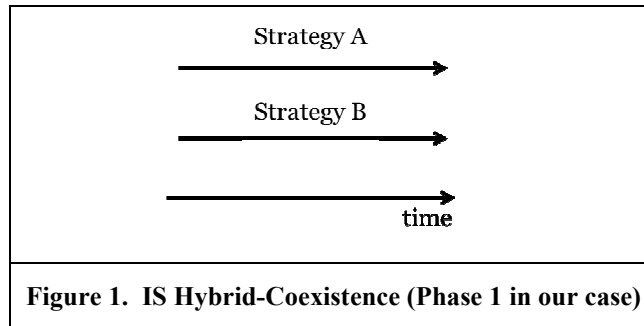 Strategy A
Strategy B
time
Figure 1. IS Hybrid-Coexistence (Phase 1 in our case)